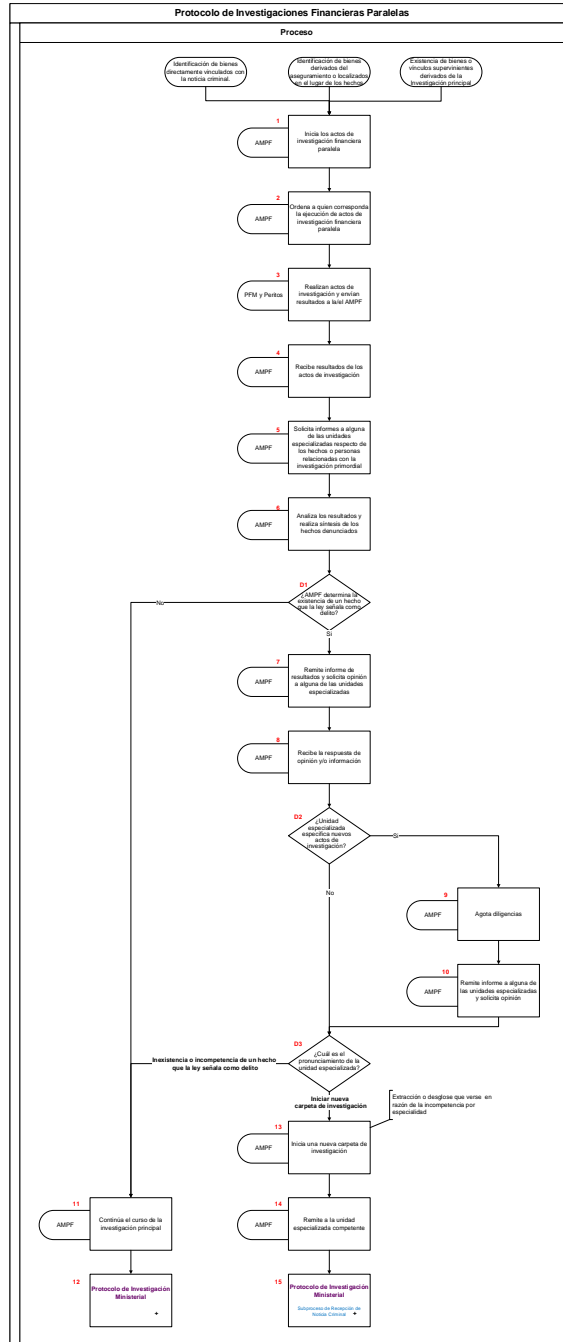 Protocolo de Investigaciones Financieras Paralelas
Proceso
Identificación de bienes
directamente vinculados con
la noticia criminal.
Identificación de bienes
derivados del
aseguramiento o localizados
en el lugar de los hechos
Existencia de bienes o
vínculos supervinientes
derivados de la
Investigación principal
1
AMPF
Inicia los actos de
investigación financiera
paralela
2
AMPF
Ordena a quien corresponda
la ejecución de actos de
investigación financiera
paralela
3
PFM y Peritos
Realizan actos de
investigación y envían
resultados a la/el AMPF
4
AMPF
Recibe resultados de los
actos de investigación
5
AMPF
Solicita informes a alguna
de las unidades
especializadas respecto de
los hechos o personas
relacionadas con la
investigación primordial
6
AMPF
Analiza los resultados y
realiza síntesis de los
hechos denunciados
D1
¿AMPF determina la
existencia de un hecho
que la ley señala como
delito?
No
Sí
7
AMPF
Remite informe de
resultados y solicita opinión
a alguna de las unidades
especializadas
8
AMPF
Recibe la respuesta de
opinión y/o información
D2
¿Unidad
especializada
especifica nuevos
actos de
investigación?
Si
No
9
AMPF
Agota diligencias
10
AMPF
Remite informe a alguna de
las unidades especializadas
y solicita opinión
D3
¿Cuál es el
pronunciamiento de la
unidad especializada?
Inexistencia o incompetencia de un hecho
que la ley señala como delito
Iniciar nueva
carpeta de investigación
Extracción o desglose que verse en
razón de la incompetencia por
especialidad
13
AMPF
Inicia una nueva carpeta de
investigación
11
AMPF
Continúa el curso de la
investigación principal
14
AMPF
Remite a la unidad
especializada competente
12
Protocolo de Investigación
Ministerial
+
15
Protocolo de Investigación
Ministerial
Subproceso de Recepción de
Noticia Criminal
+